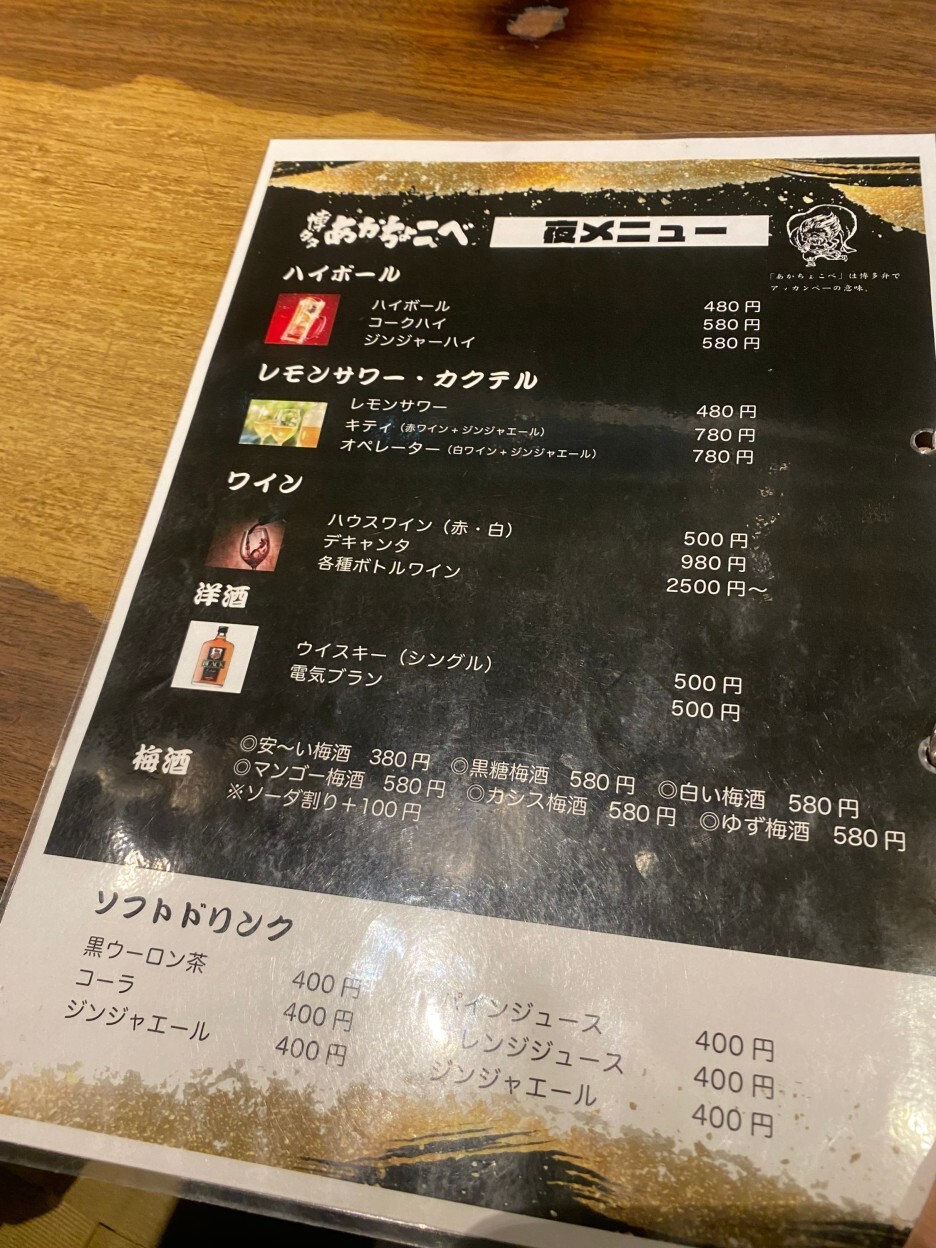 博多 あかちょこべ 夜メニュー
「あかちょこべ」は博多弁で
アッカンベーの意味。
ハイボール
ハイボール 480円
コークハイ 580円
ジンジャーハイ 580円
レモンサワー・カクテル
レモンサワー 480円
キティ（赤ワイン+ジンジャエール） 780円
オペレーター（白ワイン+ジンジャエール） 780円
ワイン
ハウスワイン（赤・白） 500円
デキャンタ 980円
各種ボトルワイン 2500円～
洋酒
ウイスキー（シングル） 500円
電気ブラン 500円
梅酒
◎安～い梅酒 380円 ◎黒糖梅酒 580円 ◎白い梅酒 580円
◎マンゴー梅酒 580円 ◎カシス梅酒 580円 ◎ゆず梅酒 580円
※ソーダ割り＋100円
ソフトドリンク
黒ウーロン茶 400円 パインジュース 400円
コーラ 400円 レンジジュース 400円
ジンジャエール 400円 ジンジャエール 400円